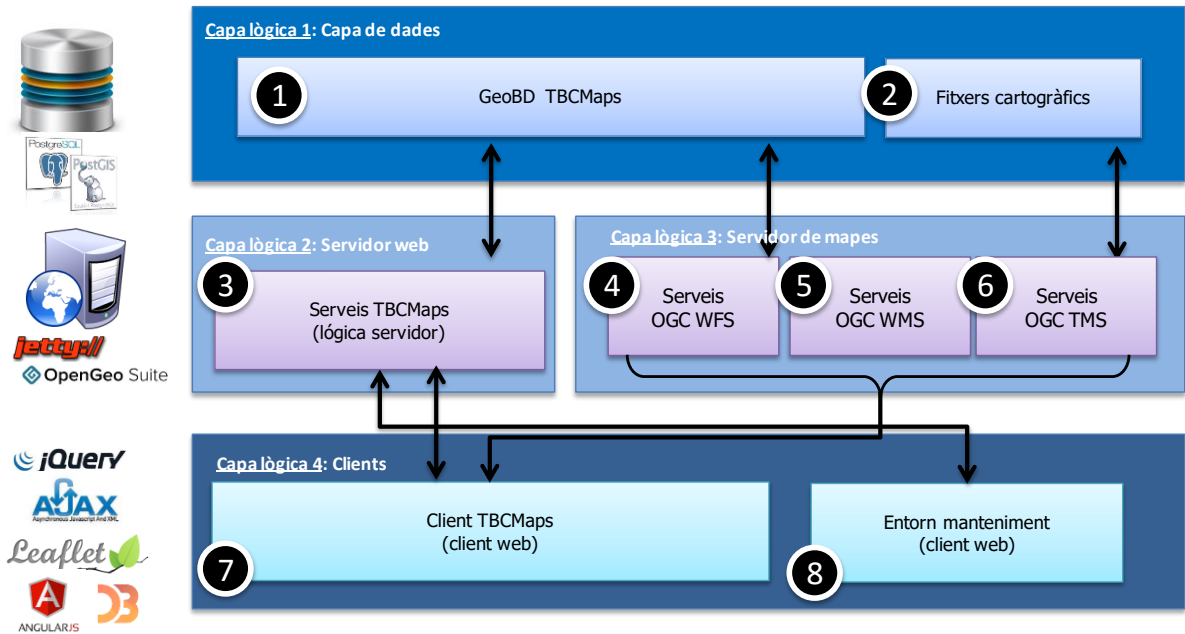 Capa lògica 1: Capa de dades
1
GeoBD TBCMaps
2
Fitxers cartogràfics
PostgreSQL
PostGIS
Capa lògica 2: Servidor web
3
Serveis TBCMaps
(lógica servidor)
Capa lògica 3: Servidor de mapes
4
Serveis
OGC WFS
5
Serveis
OGC WMS
6
Serveis
OGC TMS
jetty://
OpenGeo Suite
Capa lògica 4: Clients
Client TBCMaps
(client web)
7
Entorn manteniment
(client web)
8
jQuery
AJAX
Asynchronous Javascript And XML
Leaflet
A
ANGULARJS
D3